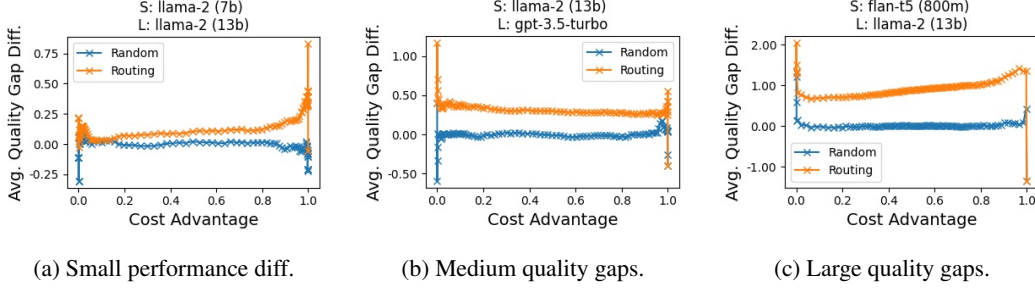 S: llama-2 (7b)
L: llama-2 (13b)
Avg. Quality Gap Diff.
0.75
0.50
0.25
0.00
-0.25
Random
Routing
0.0 0.2 0.4 0.6 0.8 1.0
Cost Advantage
(a) Small performance diff.
S: llama-2 (13b)
L: gpt-3.5-turbo
Avg. Quality Gap Diff.
1.00
0.50
0.00
-0.50
Random
Routing
0.0 0.2 0.4 0.6 0.8 1.0
Cost Advantage
(b) Medium quality gaps.
S: flan-t5 (800m)
L: llama-2 (13b)
Avg. Quality Gap Diff.
2.00
1.00
0.00
-1.00
Random
Routing
0.0 0.2 0.4 0.6 0.8 1.0
Cost Advantage
(c) Large quality gaps.